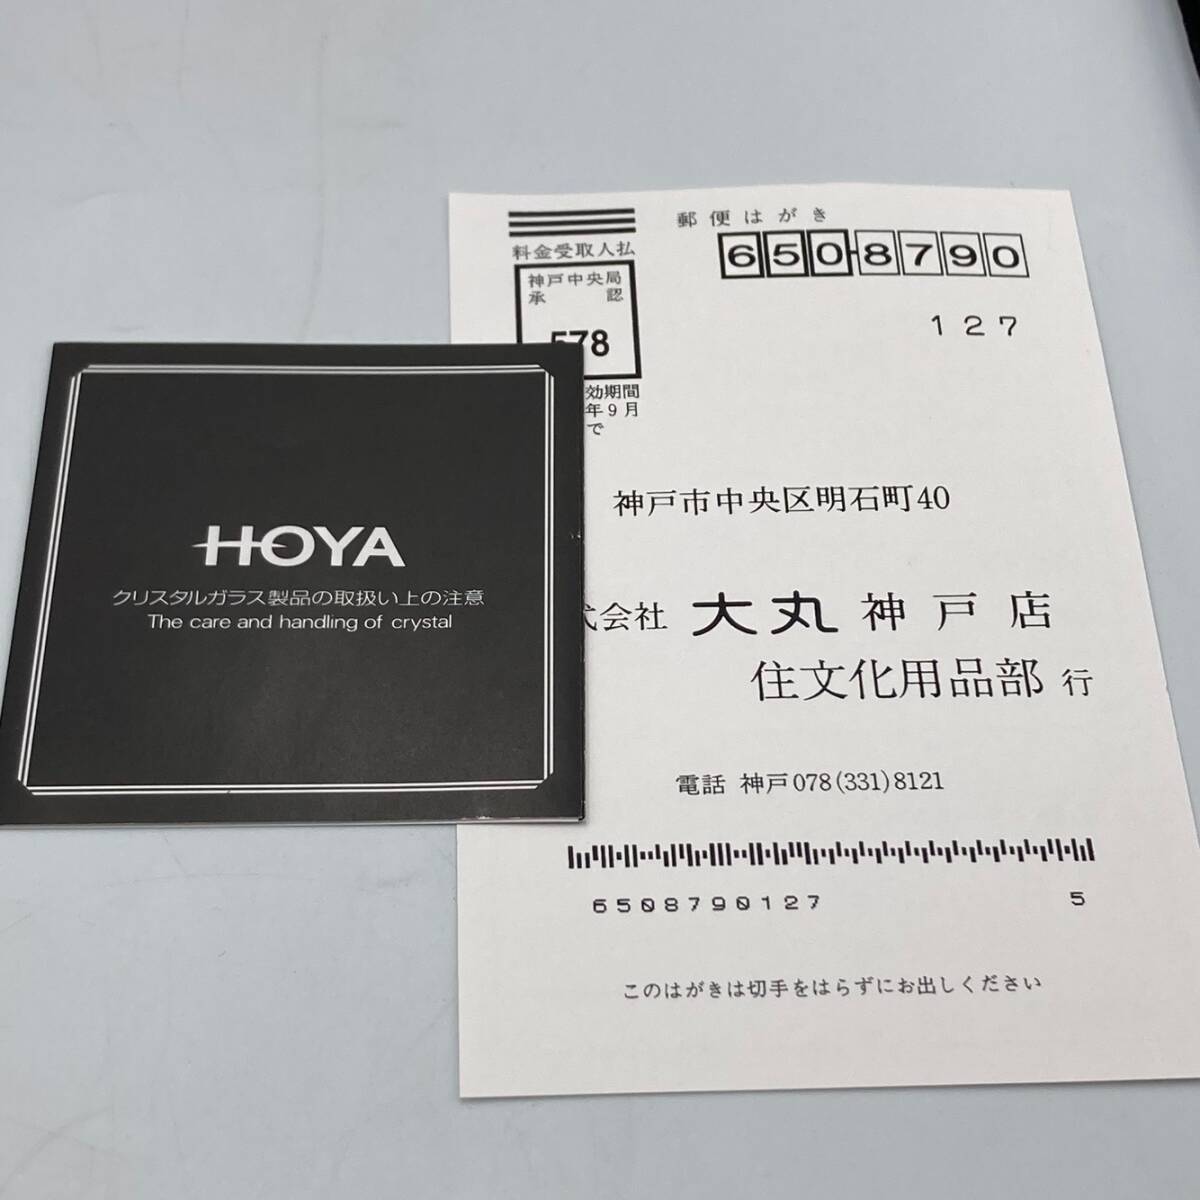 HOYA
クリスタルガラス製品の取扱い上の注意
The care and handling of crystal
郵便はがき
料金受取人払
650-8790
神戸中央局
承認
578
127
効期間
年9月
で
神戸市中央区明石町40
式会社 大丸 神戸店
住文化用品部 行
電話 神戸078(331)8121
6508790127 5
このはがきは切手をはらずにお出しください